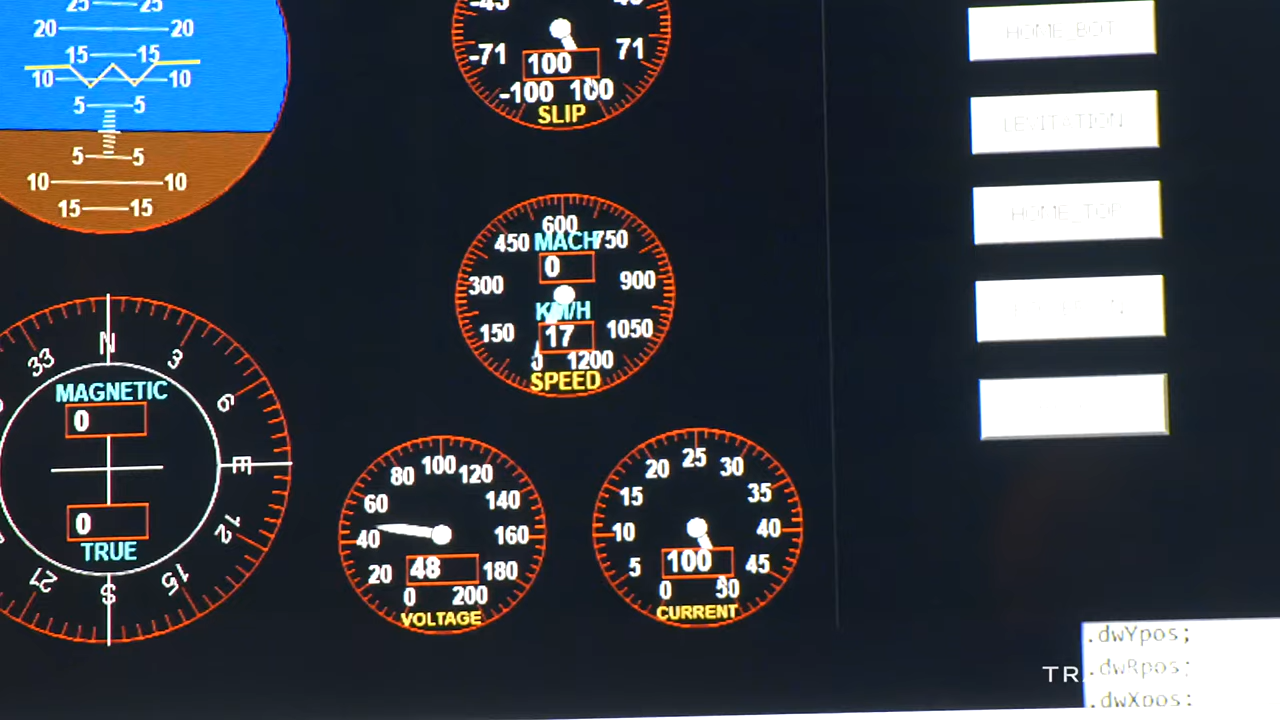 25 25
20 20
15 15
10 10
5 5
5 5
10 10
15 15
-45
-71 71
100
-100 100
SLIP
600
450 MACH 750
0
300 900
KM/H
150 17 1050
0 1200
SPEED
N
33 3
MAGNETIC
0 6
E
0
TRUE 12
21 S 15
80 100 120
60 140
40 160
20 48 180
0 200
VOLTAGE
20 25 30
15 35
10 40
5 100 45
0 50
CURRENT
HOME_BOT
LEVITATION
HOME_TOP
.dwYpos;
.dwRpos;
.dwXpos;